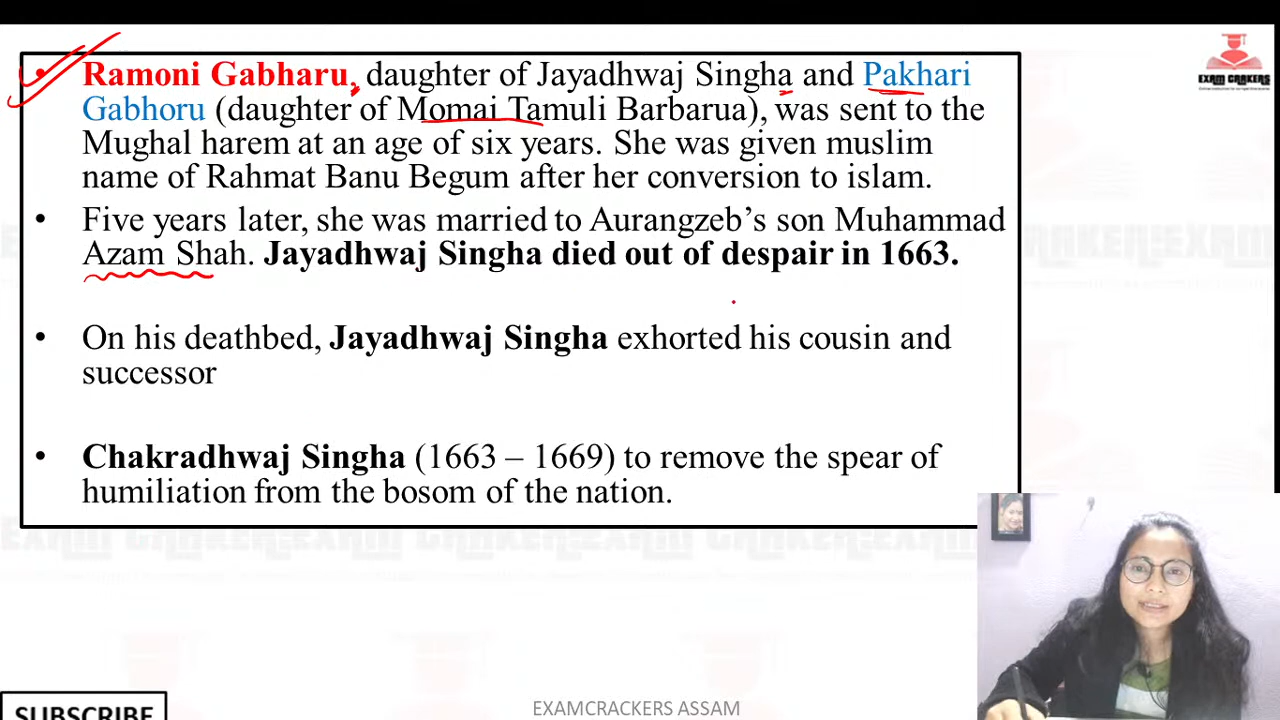 • Ramoni Gabharu, daughter of Jayadhwaj Singha and Pakhari
Gabhoru (daughter of Momai Tamuli Barbarua), was sent to the
Mughal harem at an age of six years. She was given muslim
name of Rahmat Banu Begum after her conversion to islam.
• Five years later, she was married to Aurangzeb’s son Muhammad
Azam Shah. Jayadhwaj Singha died out of despair in 1663.
• On his deathbed, Jayadhwaj Singha exhorted his cousin and
successor
• Chakradhwaj Singha (1663 – 1669) to remove the spear of
humiliation from the bosom of the nation.
EXAM CRAKERS
SUBSCRIBE
EXAMCRACKERS ASSAM